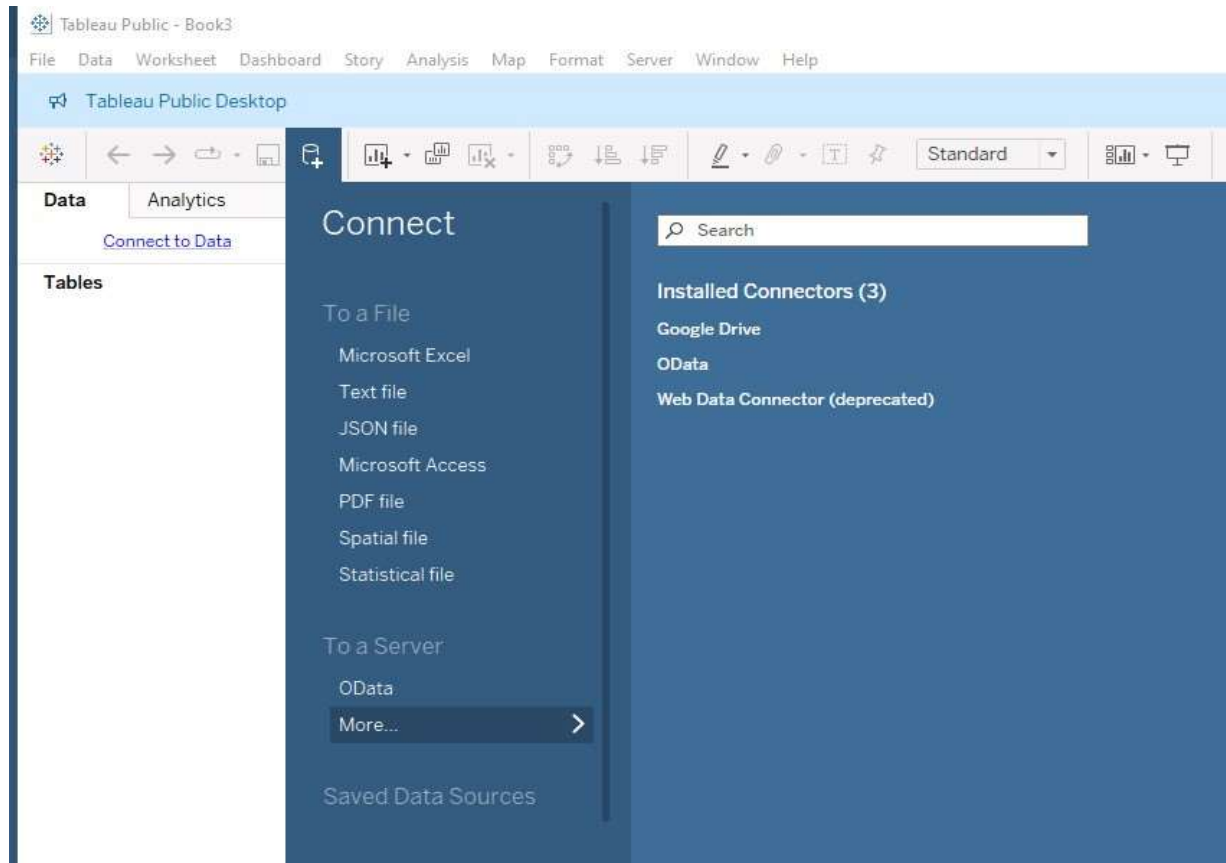 Tableau Public - Book3
File Data Worksheet Dashboard Story Analysis Map Format Server Window Help
Tableau Public Desktop
Standard
Data Analytics
Connect to Data
Tables
Connect
To a File
Microsoft Excel
Text file
JSON file
Microsoft Access
PDF file
Spatial file
Statistical file
To a Server
OData
More...
Saved Data Sources
Search
Installed Connectors (3)
Google Drive
OData
Web Data Connector (deprecated)